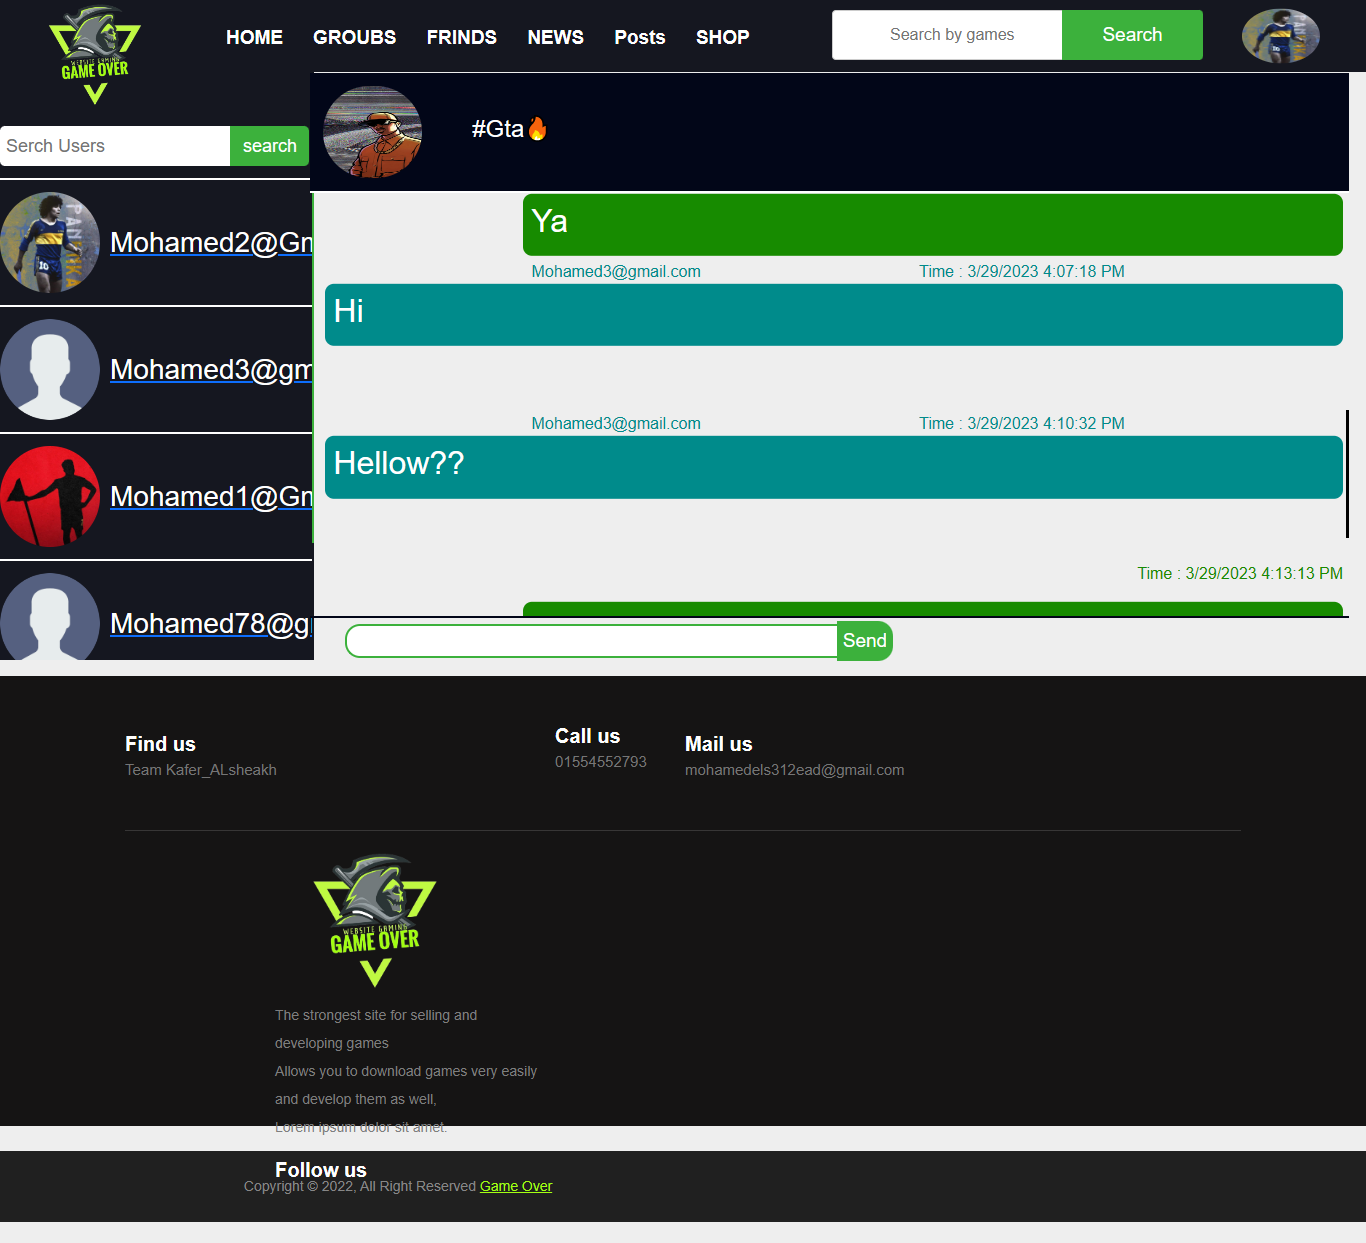 WEBSITE GAMING
GAME OVER
HOME GROUBS FRINDS NEWS Posts SHOP
Search by games Search
Serch Users search
#Gta🔥
Mohamed2@Gm
Mohamed3@gm
Mohamed1@Gm
Mohamed78@g
Ya
Mohamed3@gmail.com Time : 3/29/2023 4:07:18 PM
Hi
Mohamed3@gmail.com Time : 3/29/2023 4:10:32 PM
Hellow??
Time : 3/29/2023 4:13:13 PM
Send
Find us
Team Kafer_ALsheakh
Call us
01554552793
Mail us
mohamedels312ead@gmail.com
WEBSITE GAMING
GAME OVER
The strongest site for selling and
developing games
Allows you to download games very easily
and develop them as well,
Lorem ipsum dolor sit amet.
Follow us
Copyright © 2022, All Right Reserved Game Over